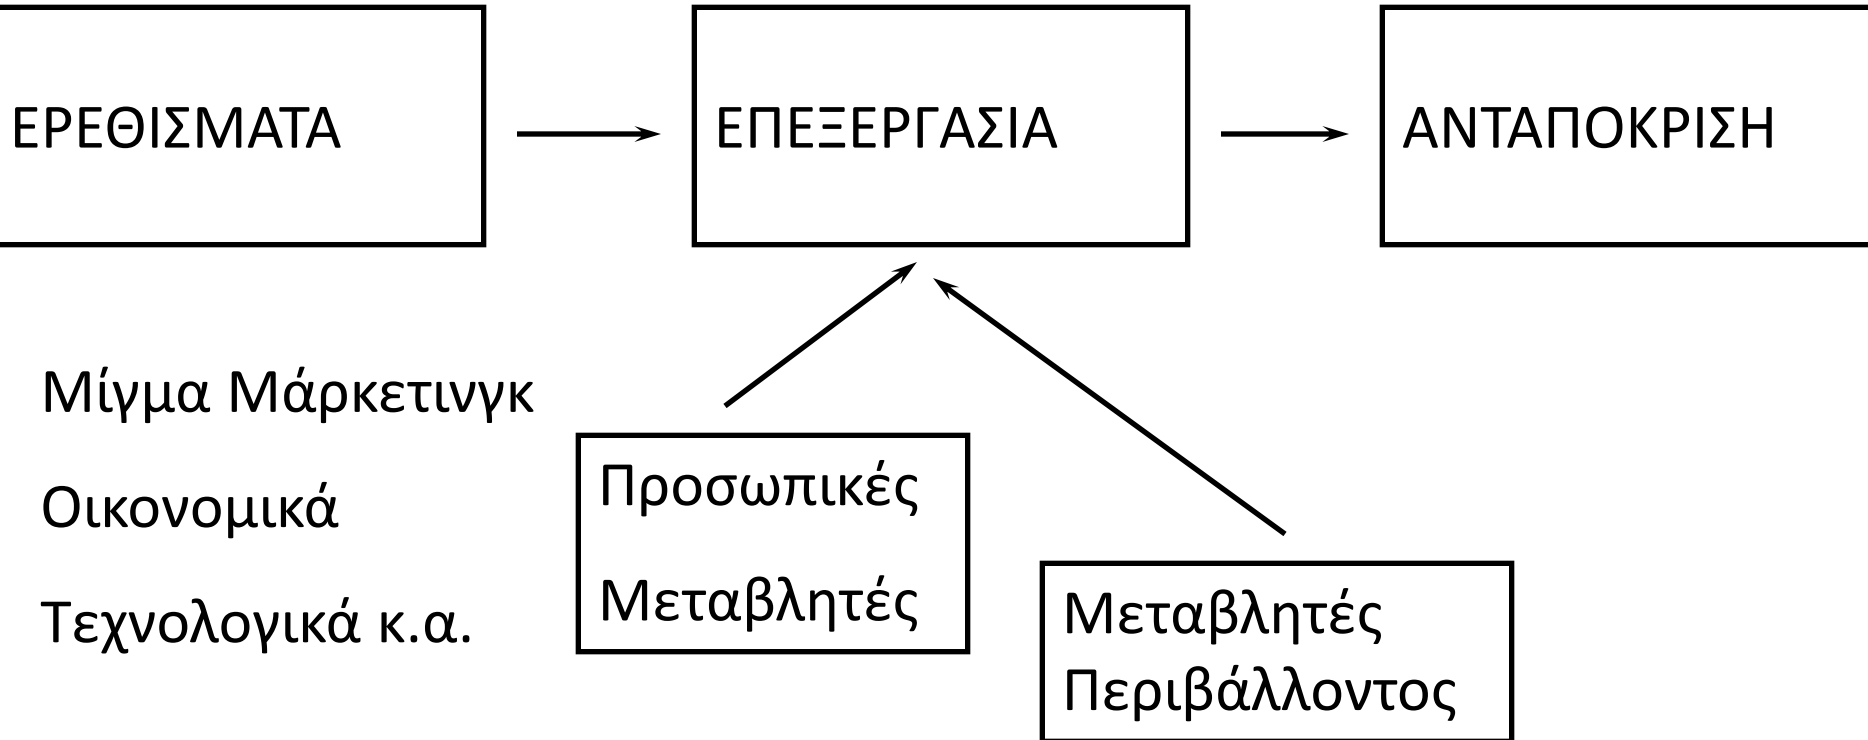 ΕΡΕΘΙΣΜΑΤΑ
ΕΠΕΞΕΡΓΑΣΙΑ
ΑΝΤΑΠΟΚΡΙΣΗ
Μίγμα Μάρκετινγκ
Οικονομικά
Τεχνολογικά κ.α.
Προσωπικές
Μεταβλητές
Μεταβλητές
Περιβάλλοντος